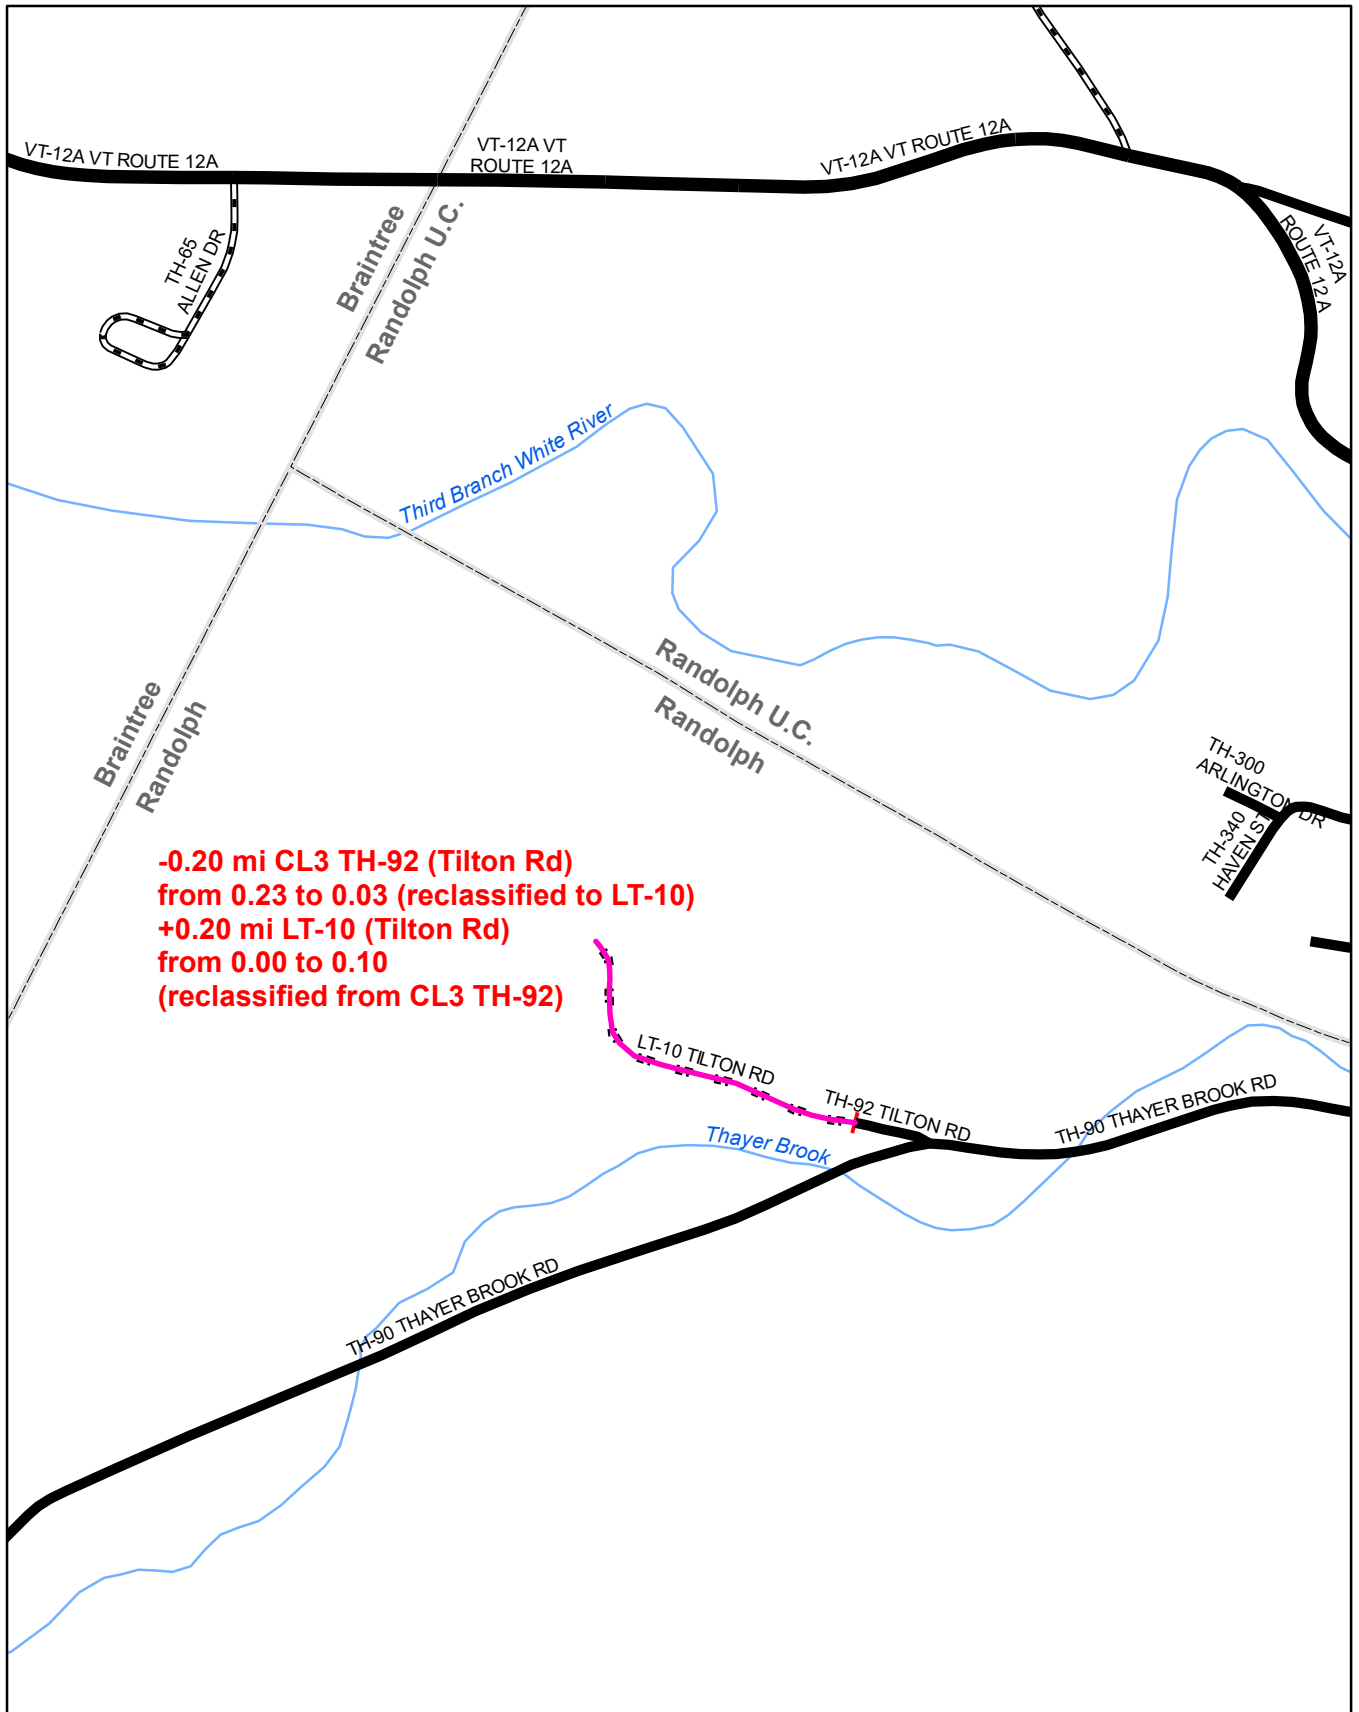 VT-12A VT ROUTE 12A
VT-12A VT
ROUTE 12A
VT-12A VT ROUTE 12A
VT-12A
ROUTE 12A
TH-65
ALLEN DR
Braintree
Randolph U.C.
Third Branch White River
Randolph U.C.
Randolph
Braintree
Randolph
TH-300
ARLINGTON DR
TH-340
HAVEN ST
-0.20 mi CL3 TH-92 (Tilton Rd)
from 0.23 to 0.03 (reclassified to LT-10)
+0.20 mi LT-10 (Tilton Rd)
from 0.00 to 0.10
(reclassified from CL3 TH-92)
LT-10 TILTON RD
TH-92 TILTON RD
TH-90 THAYER BROOK RD
Thayer Brook
TH-90 THAYER BROOK RD